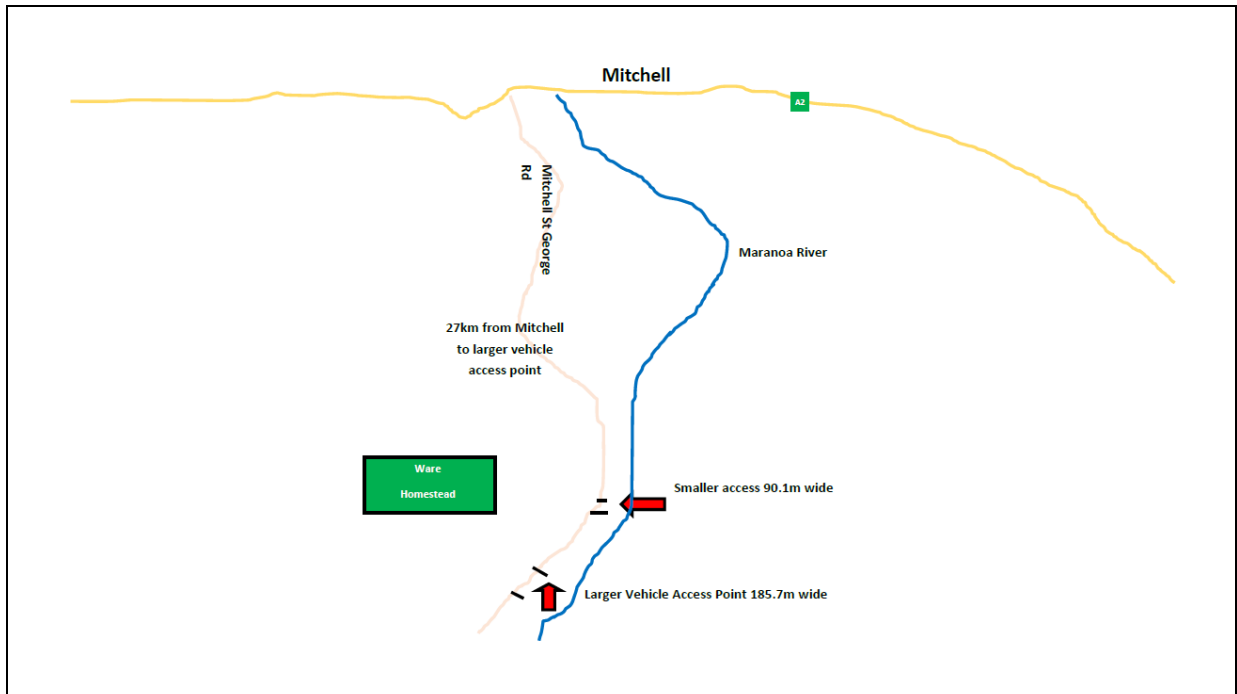 Mitchell
A2
Mitchell St George
Rd
Maranoa River
27km from Mitchell
to larger vehicle
access point
Ware
Homestead
Smaller access 90.1m wide
Larger Vehicle Access Point 185.7m wide